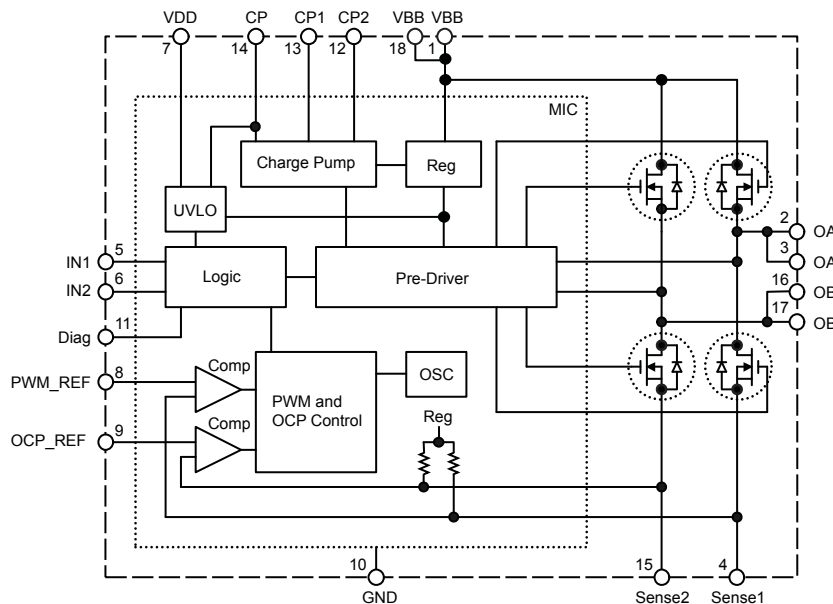 VDD CP CP1 CP2 VBB VBB
7 14 13 12 18 1
MIC
Charge Pump
Reg
UVLO
2 OA
3 OA
IN1 5
IN2 6
Logic
Pre-Driver
16 OB
17 OB
Diag 11
PWM_REF 8
Comp
OCP_REF 9
Comp
PWM and
OCP Control
OSC
Reg
10 15 4
GND Sense2 Sense1